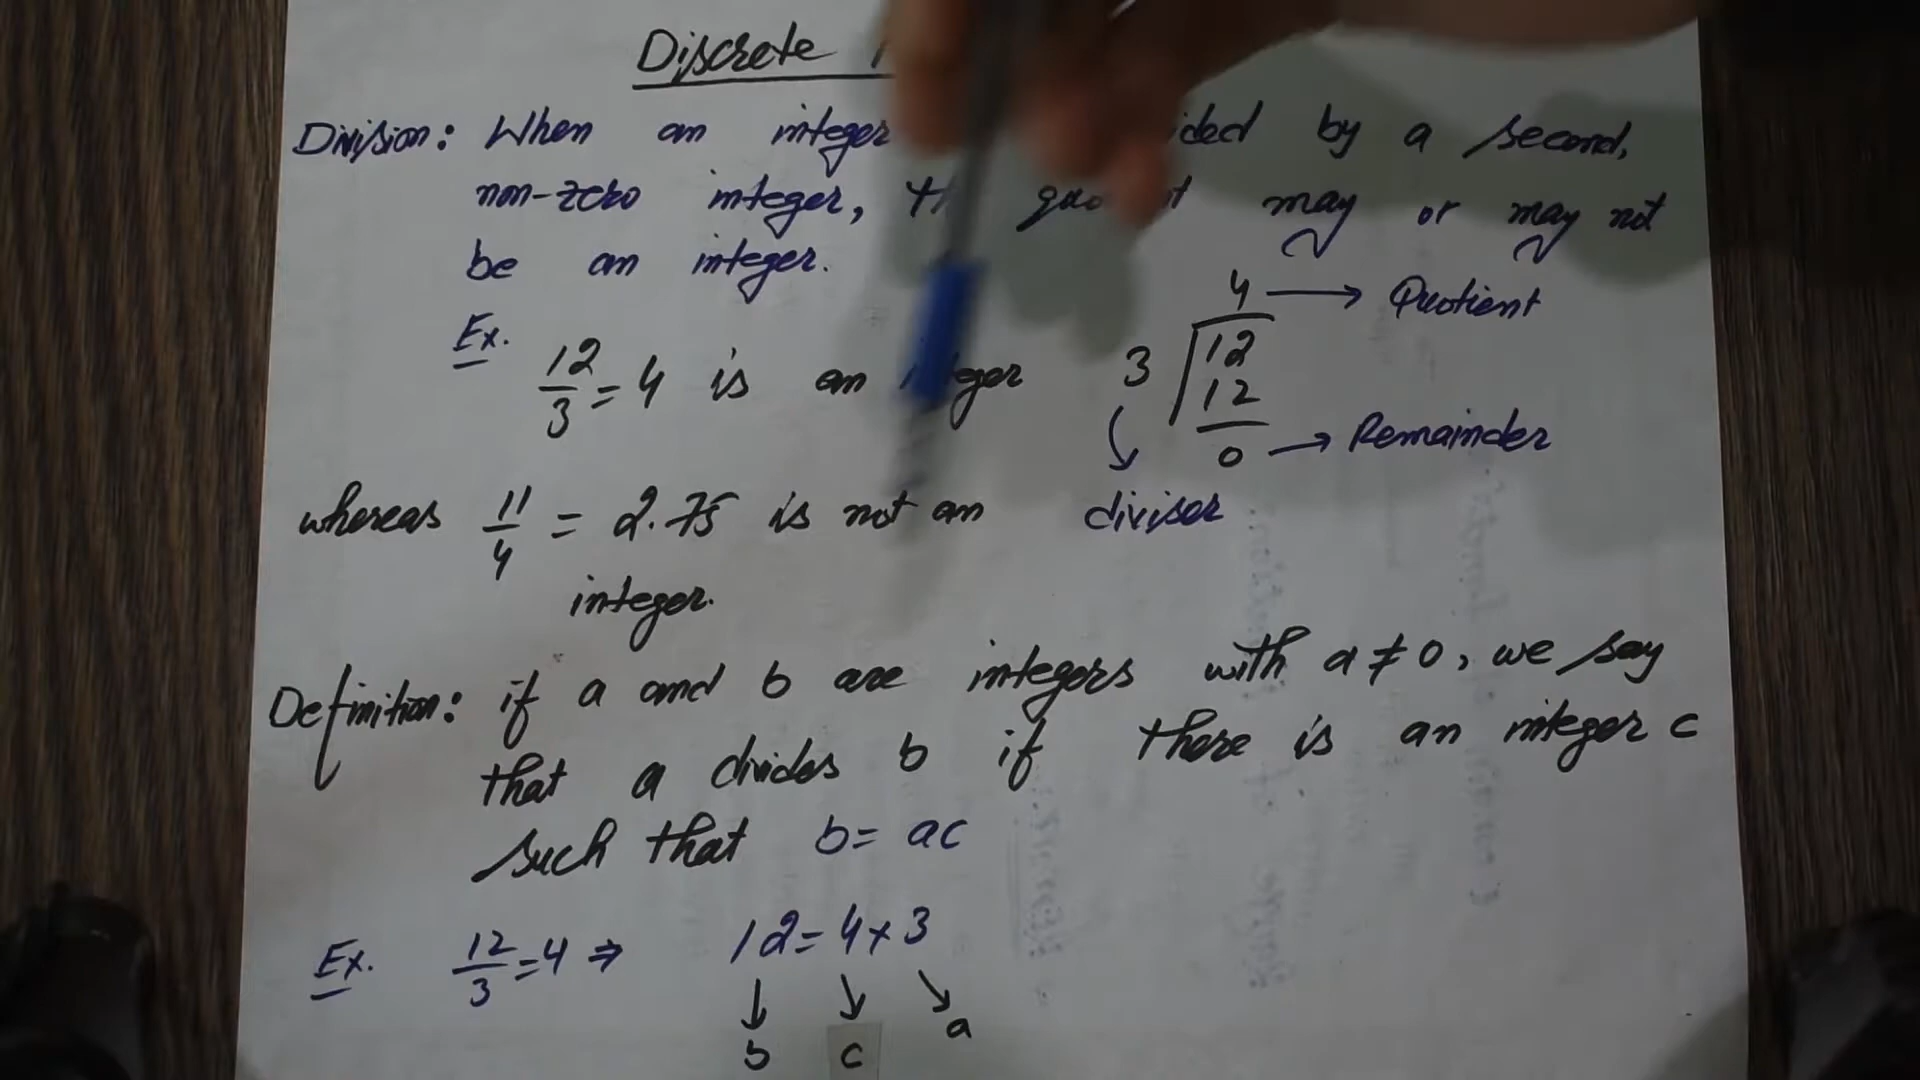 Discrete
Division: When an integer by a second,
non-zero integer, may or may not
be an integer.
4 → Quotient
Ex. 12/3 = 4 is an 3 12
12
0 → Remainder
whereas 11/4 = 2.75 is not an divisor
integer.
Definition: if a and b are integers with a ≠ 0, we say
that a divides b if there is an integer c
such that b = ac
Ex. 12/3 = 4 ⇒ 12 = 4 × 3
b c a